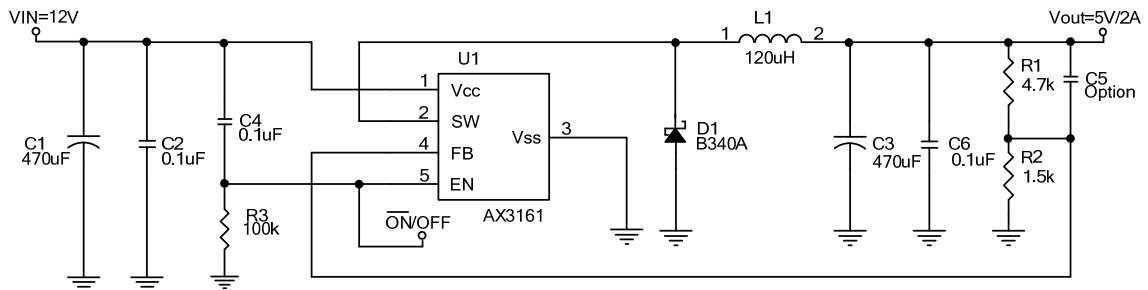 VIN=12V
L1
Vout=5V/2A
1
2
120uH
U1
R1
4.7k
C5
Option
1
Vcc
2
SW
C4
0.1uF
Vss
3
D1
B340A
C1
470uF
C2
0.1uF
4
FB
C3
470uF
C6
0.1uF
R2
1.5k
5
EN
R3
100k
ON/OFF
AX3161